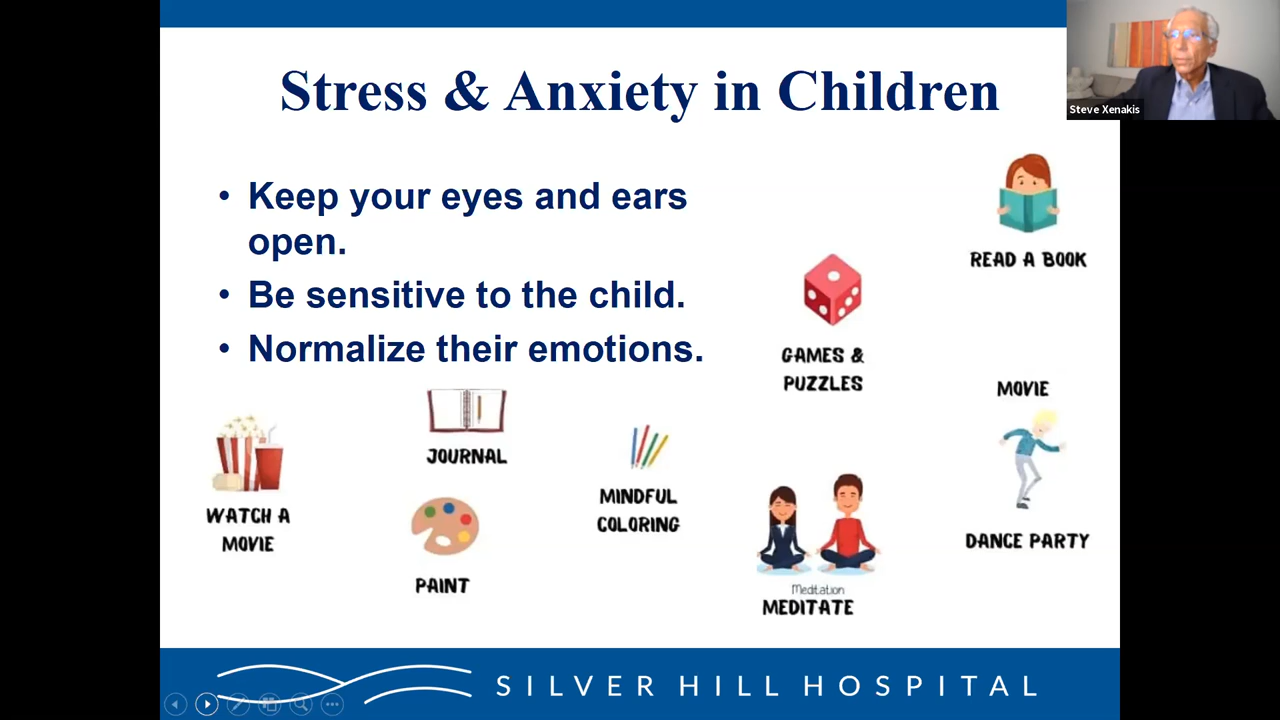 Stress & Anxiety in Children
Steve Xenakis
• Keep your eyes and ears
open.
• Be sensitive to the child.
• Normalize their emotions.
READ A BOOK
GAMES &
PUZZLES
MOVIE
JOURNAL
MINDFUL
COLORING
WATCH A
MOVIE
DANCE PARTY
PAINT
Meditation
MEDITATE
SILVER HILL HOSPITAL